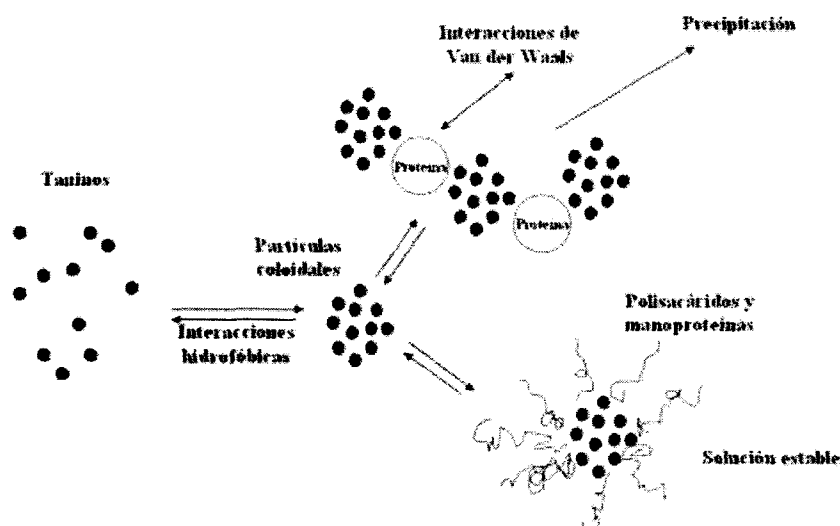 Interacciones de
Van der Waals
Precipitación
Proteína
Taninos
Proteína
Partículas
coloidales
Interacciones
hidrofóbicas
Polisacáridos y
manoproteínas
Solución estable